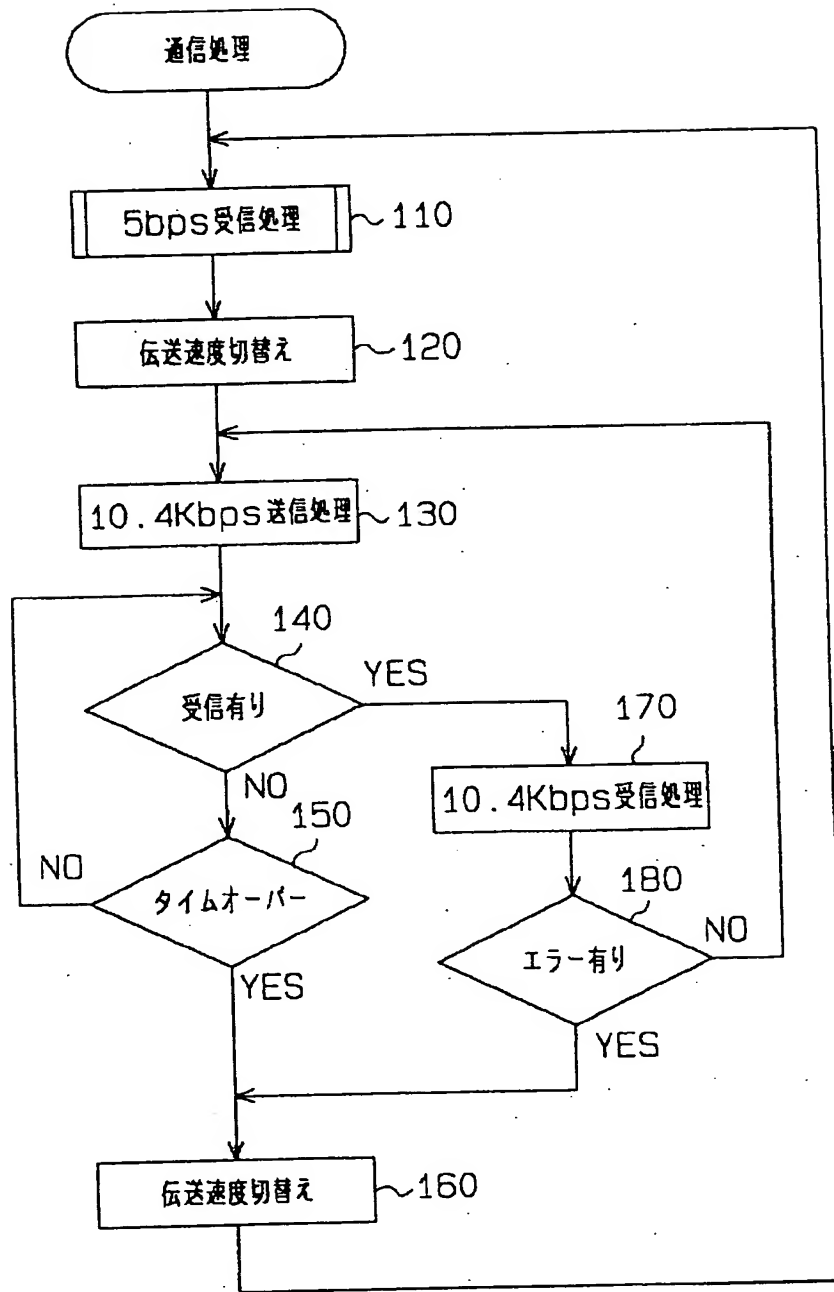 通信処理
5bps受信処理
110
伝送速度切替え
120
10.4Kbps送信処理
130
140
受信有り
YES
NO
170
10.4Kbps受信処理
150
NO
タイムオーバー
YES
180
エラー有り
NO
YES
伝送速度切替え
160